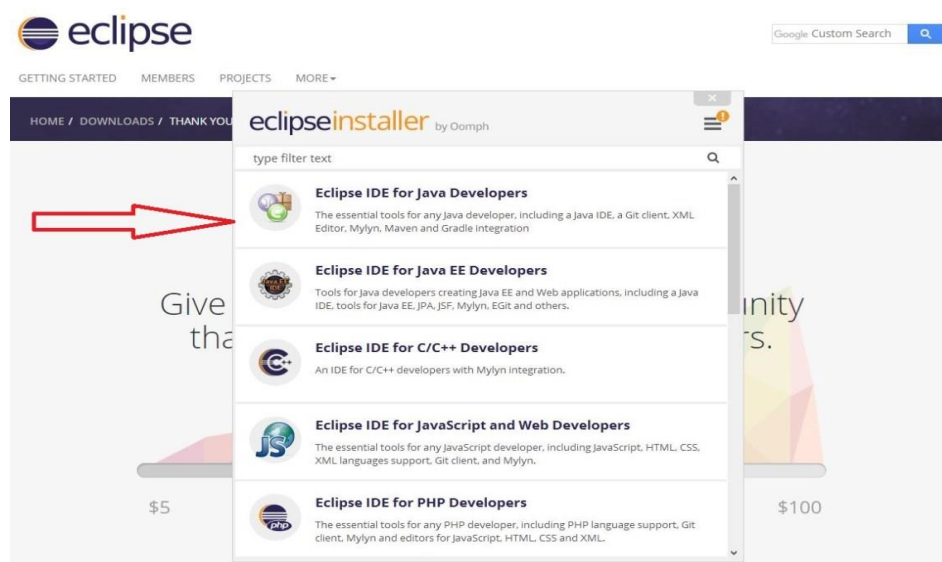 eclipse
Google Custom Search
GETTING STARTED MEMBERS PROJECTS MORE
HOME / DOWNLOADS / THANK YOU
eclipseinstaller by Oomph
!
type filter text
Eclipse IDE for Java Developers
The essential tools for any Java developer, including a Java IDE, a Git client, XML
Editor, Mylyn, Maven and Gradle integration
JAVA EE
IDE
Eclipse IDE for Java EE Developers
Tools for Java developers creating Java EE and Web applications, including a Java
IDE, tools for Java EE, JPA, JSF, Mylyn, EGit and others.
Give
unity
tha
rs.
C++
Eclipse IDE for C/C++ Developers
An IDE for C/C++ developers with Mylyn integration.
JS
Eclipse IDE for JavaScript and Web Developers
The essential tools for any JavaScript developer, including JavaScript, HTML, CSS,
XML languages support, Git client, and Mylyn.
php
Eclipse IDE for PHP Developers
The essential tools for any PHP developer, including PHP language support, Git
client, Mylyn and editors for JavaScript, HTML, CSS and XML.
$5
$100